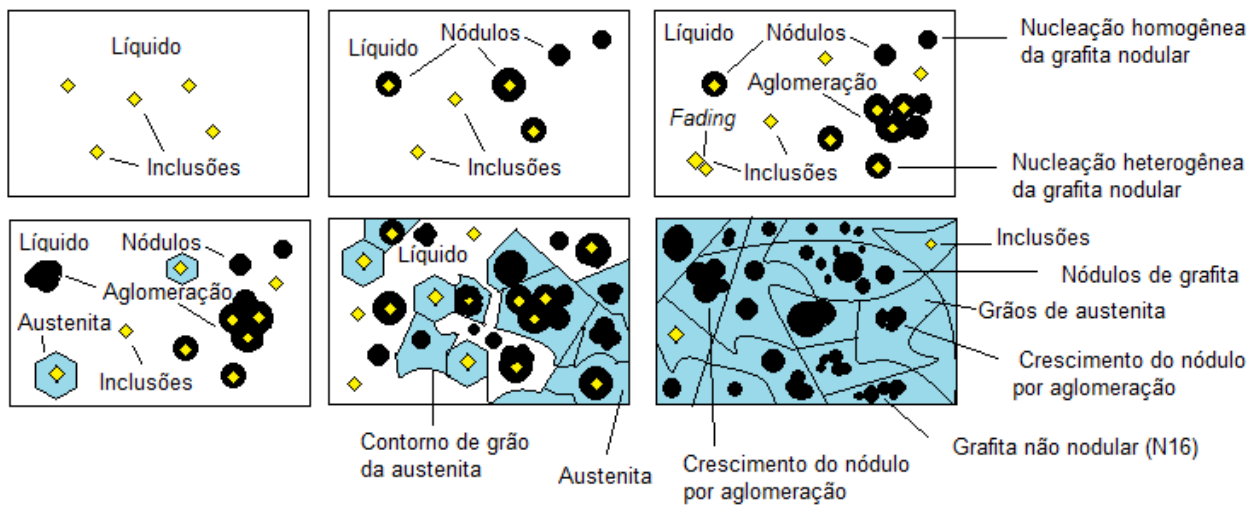 Líquido
Inclusões
Líquido
Nódulos
Inclusões
Líquido
Nódulos
Aglomeração
Fading
Inclusões
Nucleação homogênea
da grafita nodular
Nucleação heterogênea
da grafita nodular
Líquido
Nódulos
Aglomeração
Austenita
Inclusões
Líquido
Contorno de grão
da austenita
Austenita
Inclusões
Nódulos de grafita
Grãos de austenita
Crescimento do nódulo
por aglomeração
Grafita não nodular (N16)
Crescimento do nódulo
por aglomeração